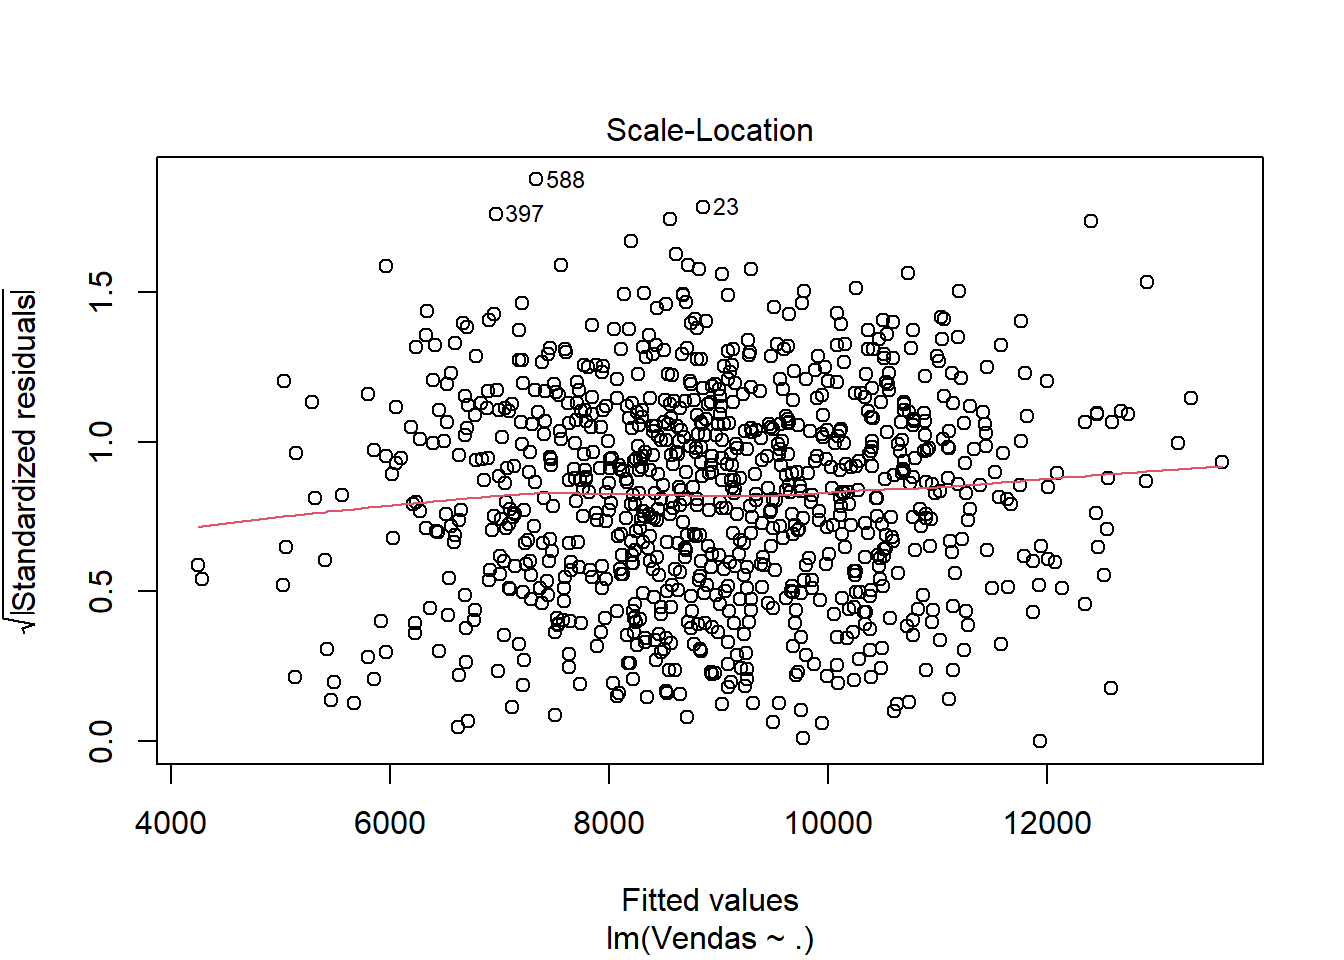 Scale-Location
588
397
23
√|Standardized residuals|
0.0 0.5 1.0 1.5
4000 6000 8000 10000 12000
Fitted values
lm(Vendas ~ .)